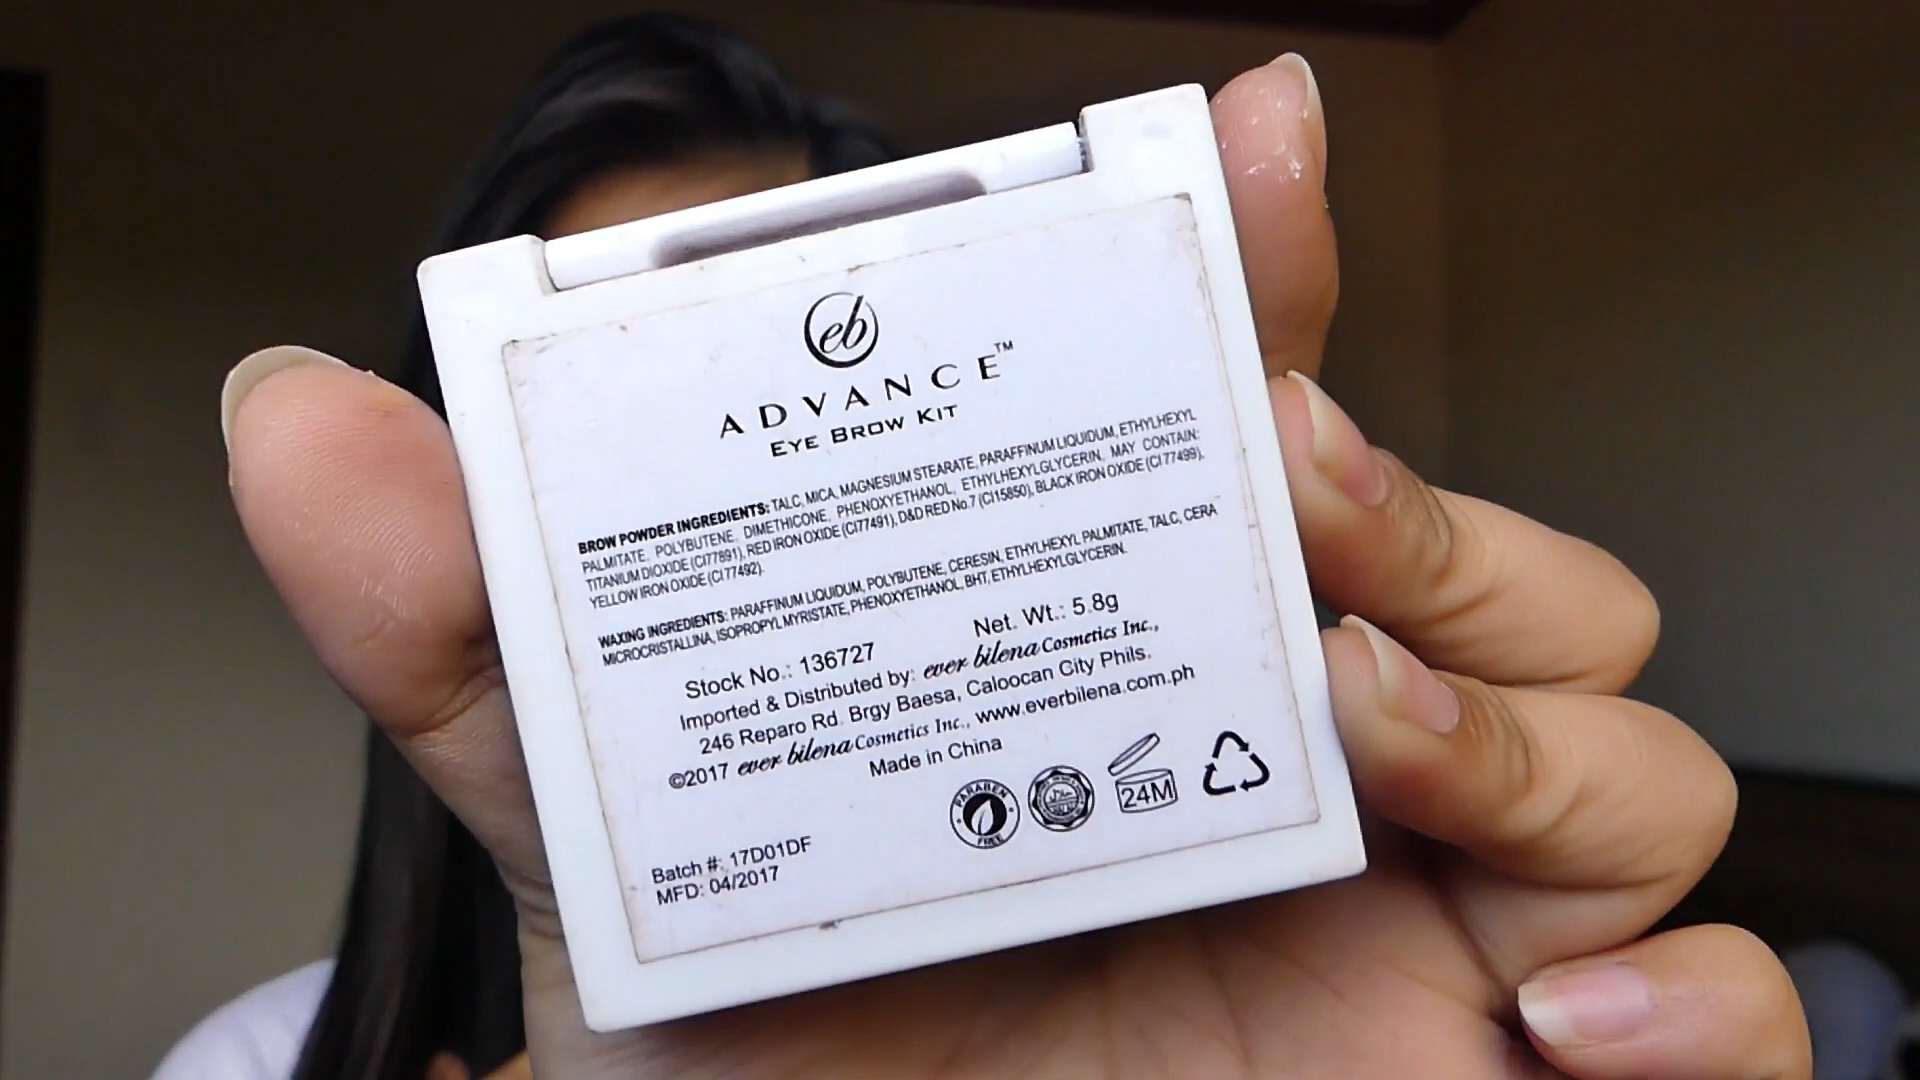 eb
ADVANCE™
EYE BROW KIT
BROW POWDER INGREDIENTS: TALC, MICA, MAGNESIUM STEARATE, PARAFFINUM LIQUIDUM, ETHYLHEXYL
PALMITATE, POLYBUTENE, DIMETHICONE, PHENOXYETHANOL, ETHYLHEXYLGLYCERIN, MAY CONTAIN:
TITANIUM DIOXIDE (CI77891), RED IRON OXIDE (CI77491), D&D RED No.7 (CI15850), BLACK IRON OXIDE (CI 77499),
YELLOW IRON OXIDE (CI 77492).
WAXING INGREDIENTS: PARAFFINUM LIQUIDUM, POLYBUTENE, CERESIN, ETHYLHEXYL PALMITATE, TALC, CERA
MICROCRISTALLINA, ISOPROPYL MYRISTATE, PHENOXYETHANOL, BHT, ETHYLHEXYLGLYCERIN.
Stock No.: 136727 Net. Wt.: 5.8g
Imported & Distributed by: ever bilena Cosmetics Inc.,
246 Reparo Rd. Brgy Baesa, Caloocan City Phils.
©2017 ever bilena Cosmetics Inc., www.everbilena.com.ph
Made in China
PARABEN
FREE
24M
Batch #: 17D01DF
MFD: 04/2017